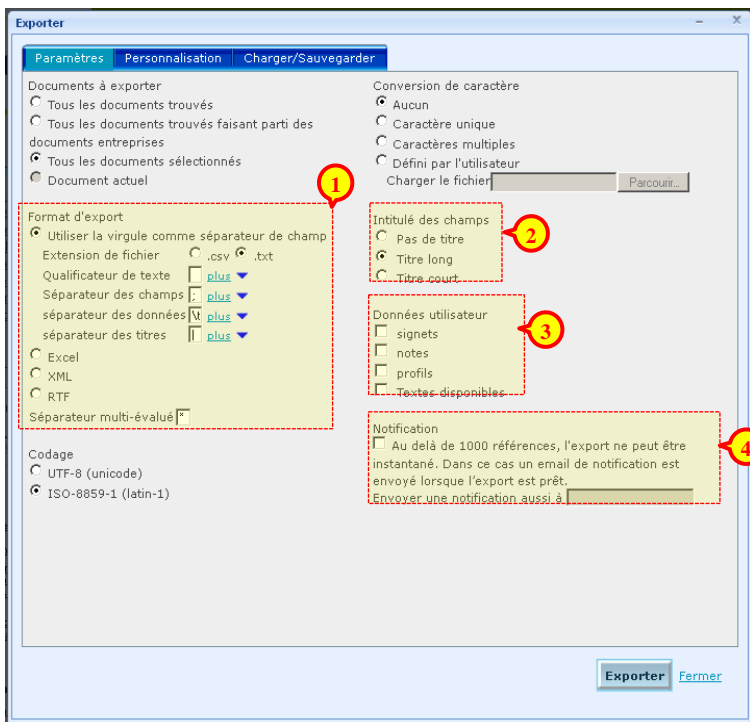 Exporter
Paramètres Personnalisation Charger/Sauvegarder
Documents à exporter
Tous les documents trouvés
Tous les documents trouvés faisant parti des
documents entreprises
Tous les documents sélectionnés
Document actuel
1
Format d'export
Utiliser la virgule comme séparateur de champ
Extension de fichier .csv .txt
Qualificateur de texte plus
Séparateur des champs ; plus
séparateur des données \t plus
séparateur des titres | plus
Excel
XML
RTF
Séparateur multi-évalué *
Codage
UTF-8 (unicode)
ISO-8859-1 (latin-1)
Conversion de caractère
Aucun
Caractère unique
Caractères multiples
Défini par l'utilisateur
Charger le fichier Parcourir...
Intitulé des champs
Pas de titre
2
Titre long
Titre court
Données utilisateur
signets
3
notes
profils
Textes disponibles
Notification
Au delà de 1000 références, l'export ne peut être
4
instantané. Dans ce cas un email de notification est
envoyé lorsque l'export est prêt.
Envoyer une notification aussi à
Exporter Fermer